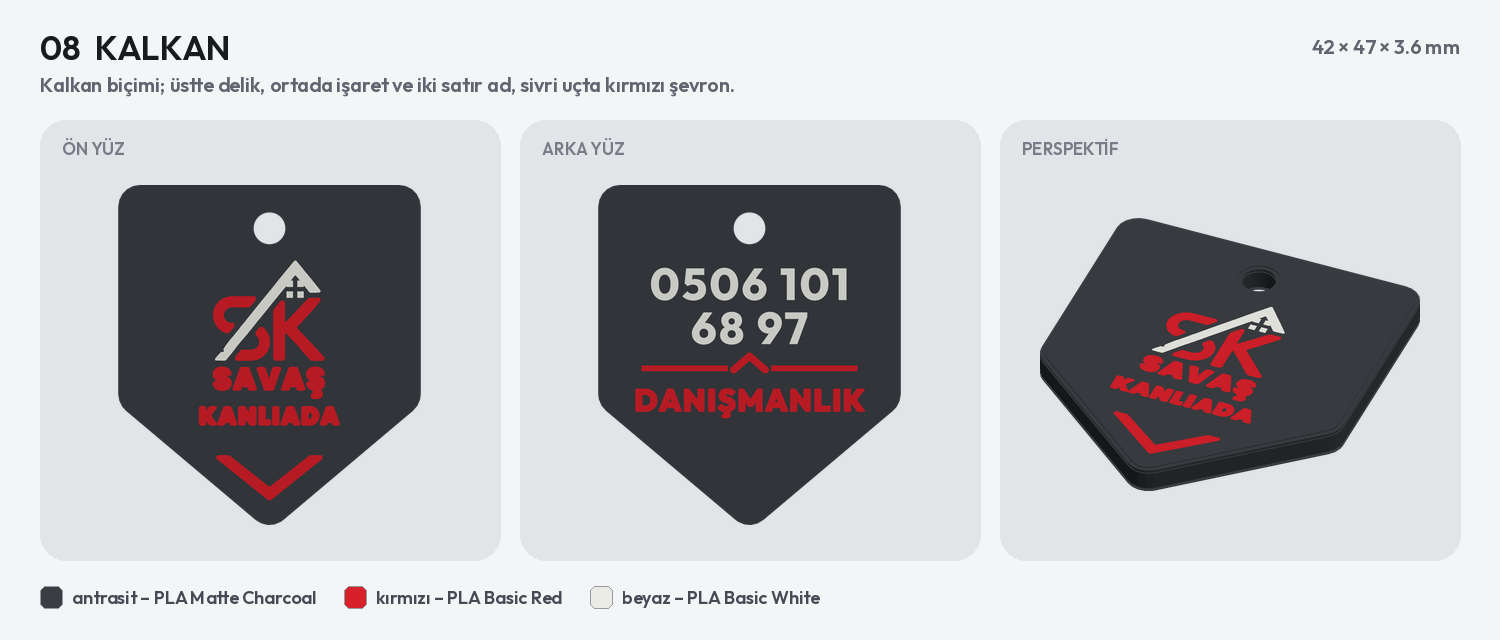 08 KALKAN
42 × 47 × 3.6 mm
Kalkan biçimi; üstte delik, ortada işaret ve iki satır ad, sivri uçta kırmızı şevron.
ÖN YÜZ
SK
SAVAŞ
KANLIADA
ARKA YÜZ
0506 101
68 97
DANIŞMANLIK
PERSPEKTİF
SK
SAVAŞ
KANLIADA
antrasit – PLA Matte Charcoal
kırmızı – PLA Basic Red
beyaz – PLA Basic White